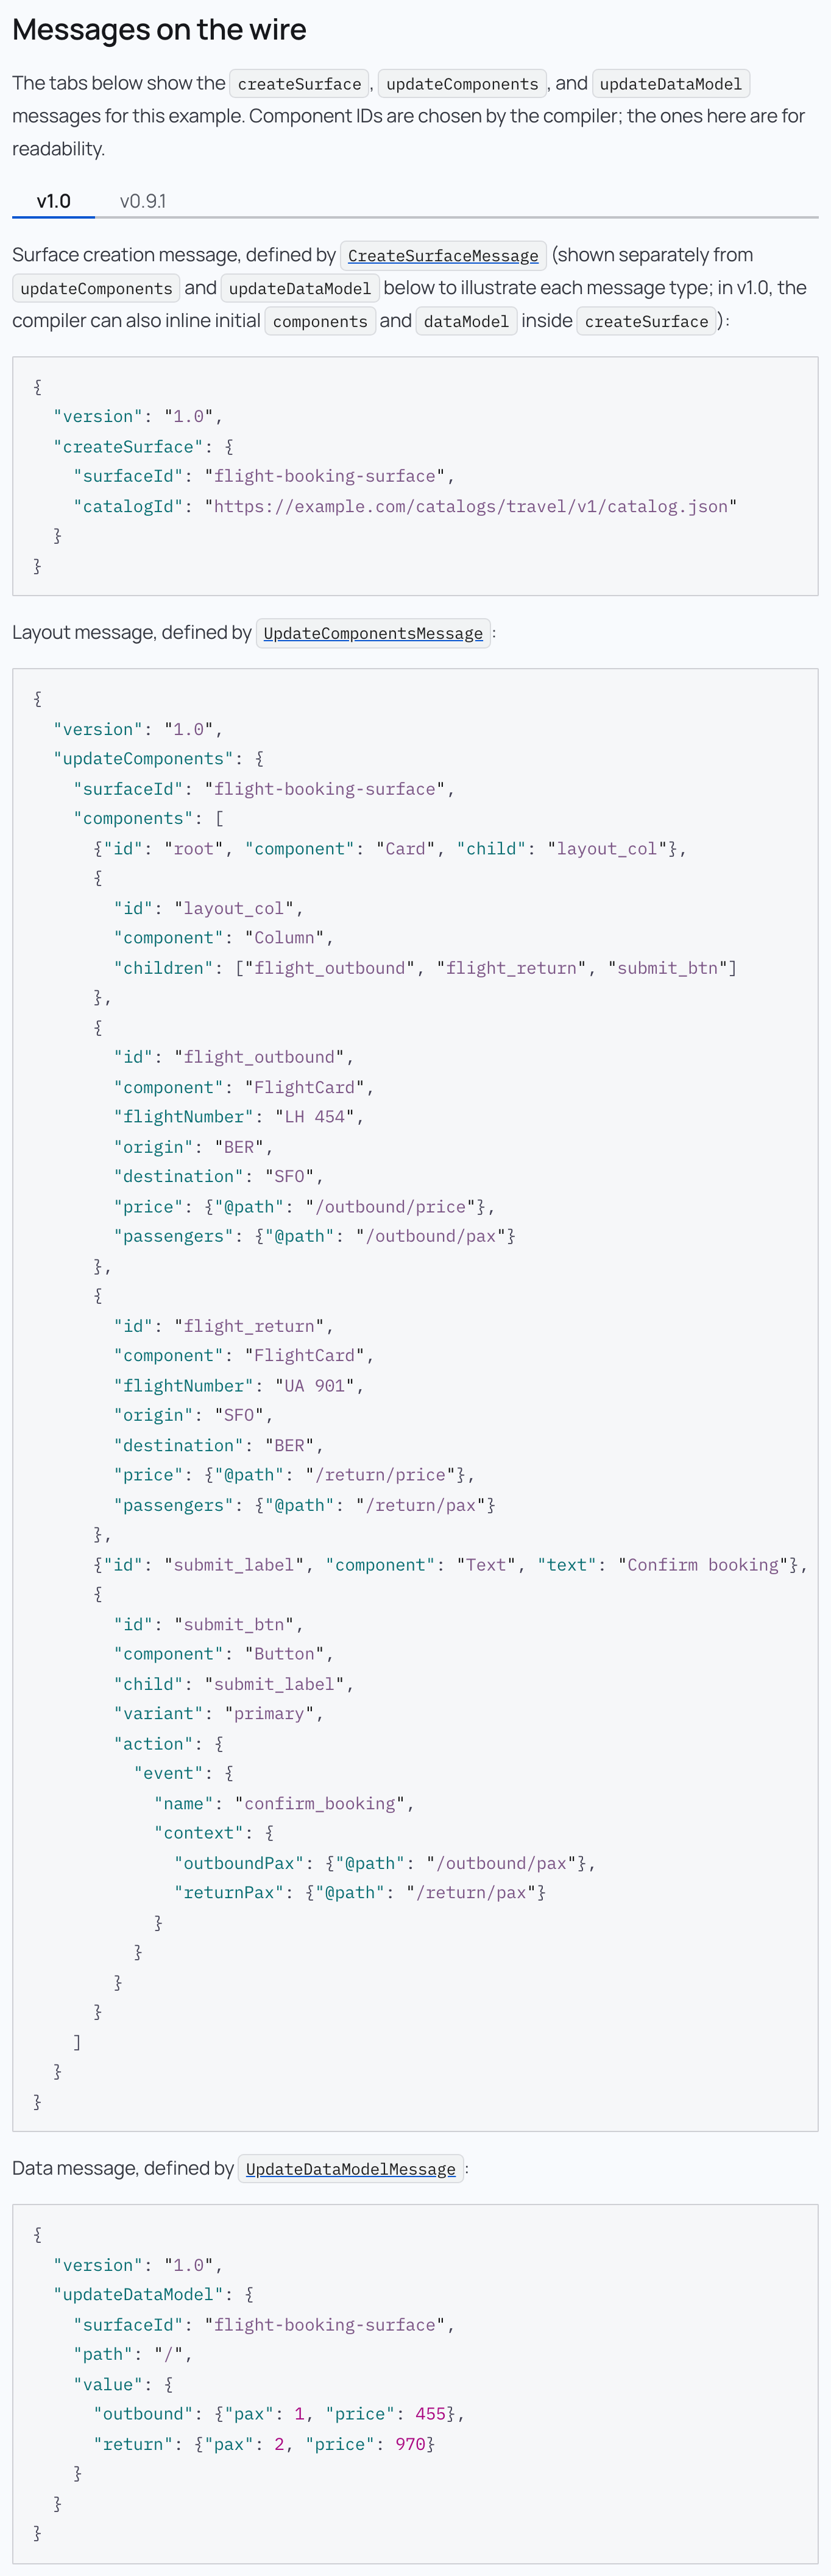 Messages on the wire
The tabs below show the createSurface, updateComponents, and updateDataModel
messages for this example. Component IDs are chosen by the compiler; the ones here are for
readability.
v1.0 v0.9.1
Surface creation message, defined by CreateSurfaceMessage (shown separately from
updateComponents and updateDataModel below to illustrate each message type; in v1.0, the
compiler can also inline initial components and dataModel inside createSurface):
{
  "version": "1.0",
  "createSurface": {
    "surfaceId": "flight-booking-surface",
    "catalogId": "https://example.com/catalogs/travel/v1/catalog.json"
  }
}
Layout message, defined by UpdateComponentsMessage:
{
  "version": "1.0",
  "updateComponents": {
    "surfaceId": "flight-booking-surface",
    "components": [
      {"id": "root", "component": "Card", "child": "layout_col"},
      {
        "id": "layout_col",
        "component": "Column",
        "children": ["flight_outbound", "flight_return", "submit_btn"]
      },
      {
        "id": "flight_outbound",
        "component": "FlightCard",
        "flightNumber": "LH 454",
        "origin": "BER",
        "destination": "SFO",
        "price": {"@path": "/outbound/price"},
        "passengers": {"@path": "/outbound/pax"}
      },
      {
        "id": "flight_return",
        "component": "FlightCard",
        "flightNumber": "UA 901",
        "origin": "SFO",
        "destination": "BER",
        "price": {"@path": "/return/price"},
        "passengers": {"@path": "/return/pax"}
      },
      {"id": "submit_label", "component": "Text", "text": "Confirm booking"},
      {
        "id": "submit_btn",
        "component": "Button",
        "child": "submit_label",
        "variant": "primary",
        "action": {
          "event": {
            "name": "confirm_booking",
            "context": {
              "outboundPax": {"@path": "/outbound/pax"},
              "returnPax": {"@path": "/return/pax"}
            }
          }
        }
      }
    ]
  }
}
Data message, defined by UpdateDataModelMessage:
{
  "version": "1.0",
  "updateDataModel": {
    "surfaceId": "flight-booking-surface",
    "path": "/",
    "value": {
      "outbound": {"pax": 1, "price": 455},
      "return": {"pax": 2, "price": 970}
    }
  }
}